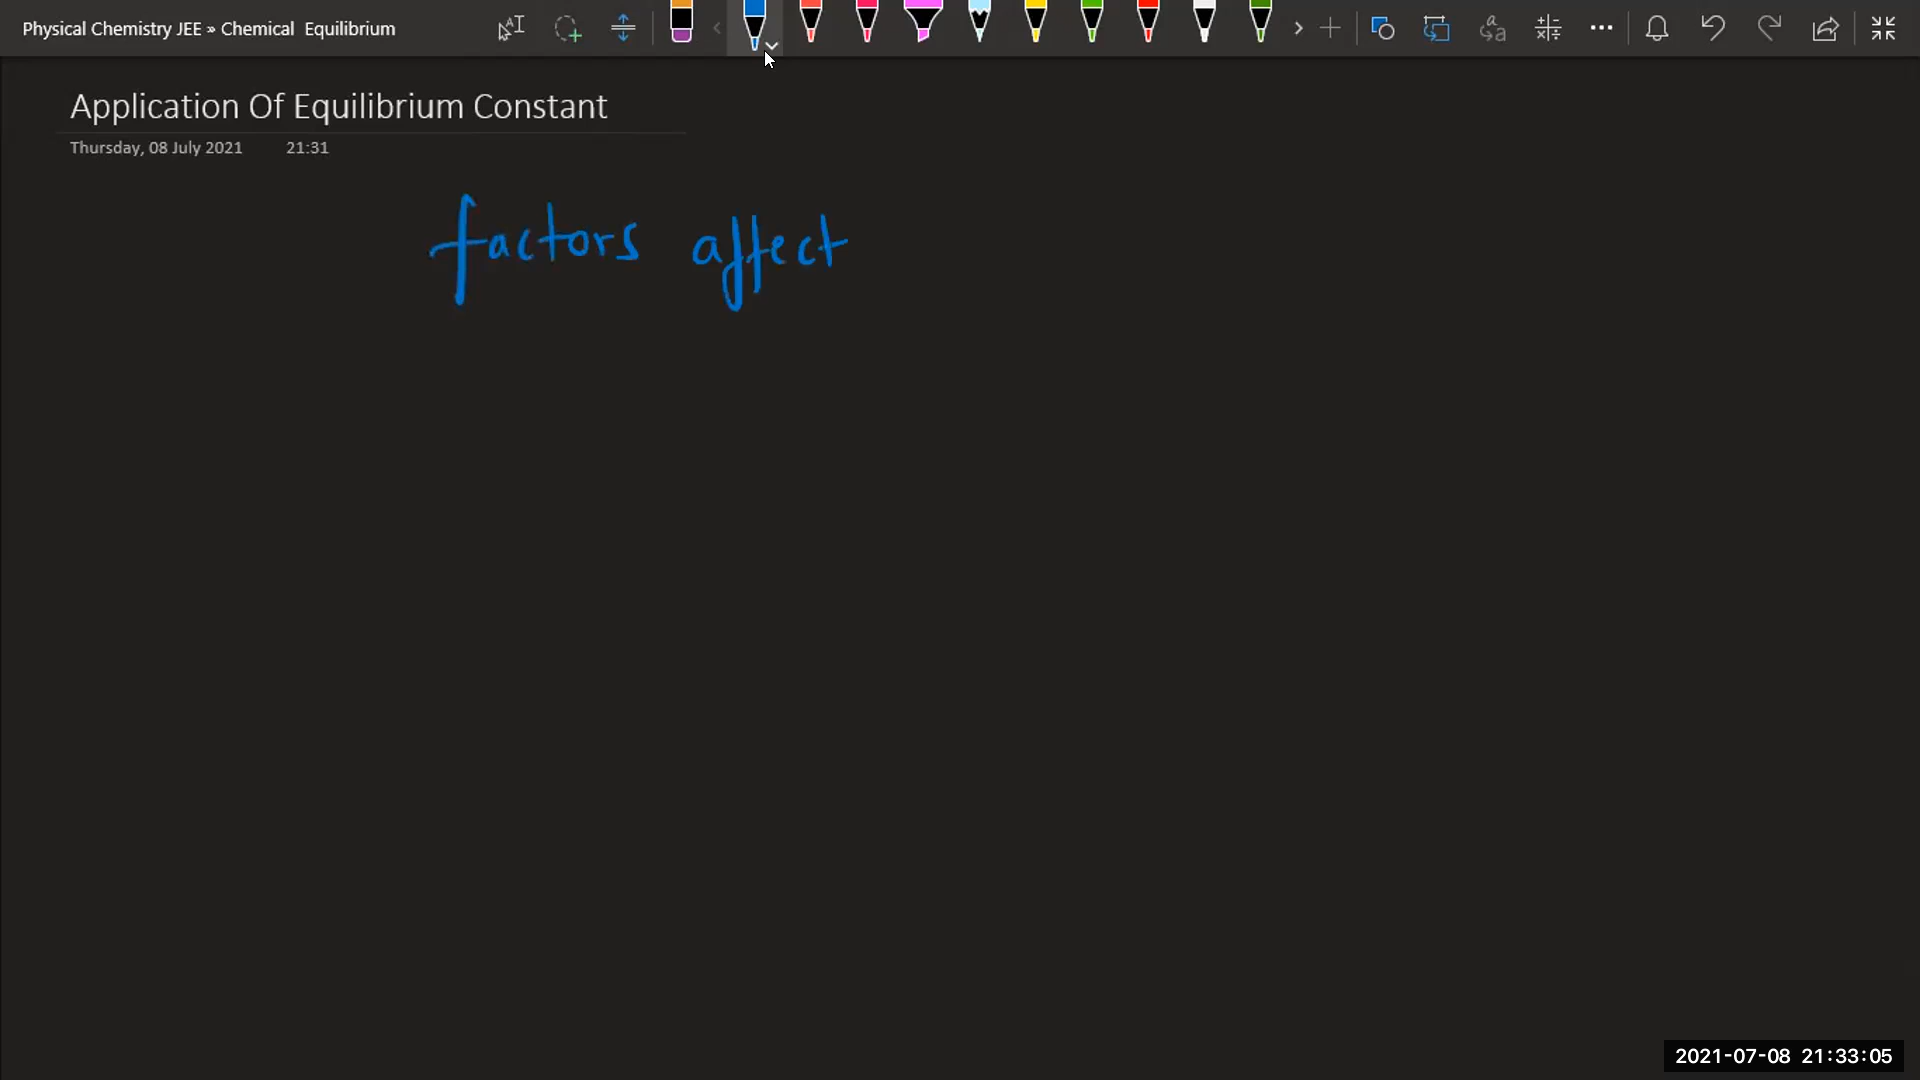 Physical Chemistry JEE » Chemical Equilibrium
Application Of Equilibrium Constant
Thursday, 08 July 2021 21:31
factors affect
2021-07-08 21:33:05